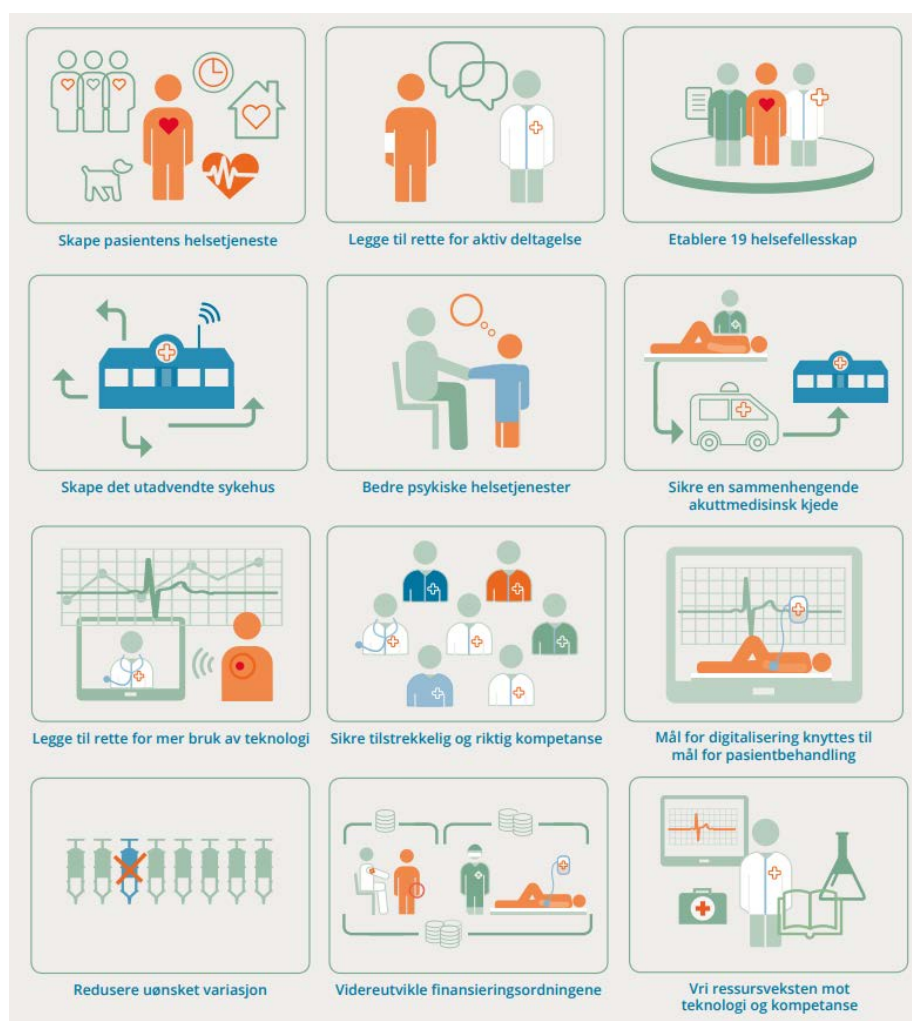 Skape pasientens helsetjeneste
Legge til rette for aktiv deltagelse
Etablere 19 helsefellesskap
Skape det utadvendte sykehus
Bedre psykiske helsetjenester
Sikre en sammenhengende
akuttmedisinsk kjede
Legge til rette for mer bruk av teknologi
Sikre tilstrekkelig og riktig kompetanse
Mål for digitalisering knyttes til
mål for pasientbehandling
Redusere uønsket variasjon
Videreutvikle finansieringsordningene
Vri ressursveksten mot
teknologi og kompetanse